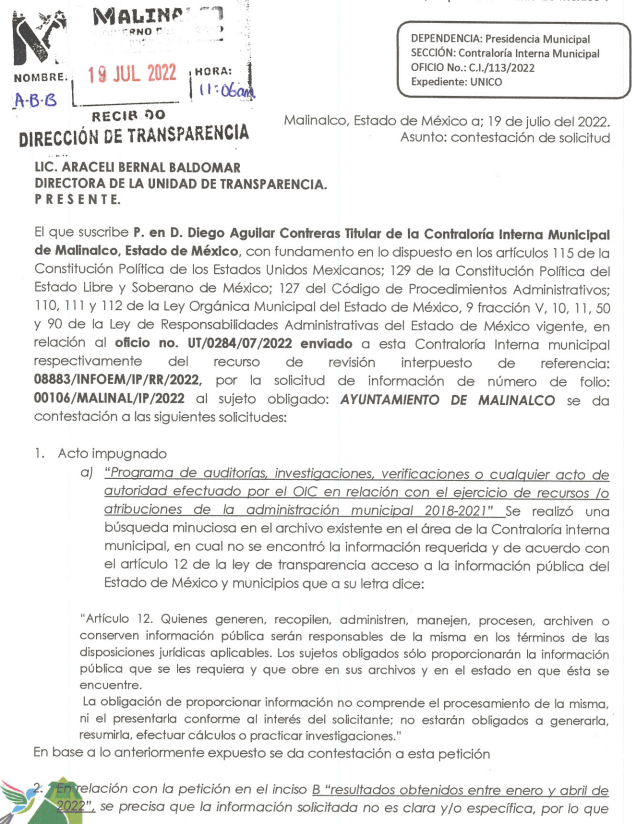 MALINALCO
NOMBRE.
A-B-B
19 JUL 2022
HORA:
11:06am
RECIBIDO
DIRECCIÓN DE TRANSPARENCIA
DEPENDENCIA: Presidencia Municipal
SECCIÓN: Contraloría Interna Municipal
OFICIO No.: C.I./113/2022
Expediente: UNICO
Malinalco, Estado de México a; 19 de julio del 2022.
Asunto: contestación de solicitud
LIC. ARACELI BERNAL BALDOMAR
DIRECTORA DE LA UNIDAD DE TRANSPARENCIA.
P R E S E N T E.
El que suscribe P. en D. Diego Aguilar Contreras Titular de la Contraloría Interna Municipal
de Malinalco, Estado de México, con fundamento en lo dispuesto en los artículos 115 de la
Constitución Política de los Estados Unidos Mexicanos; 129 de la Constitución Política del
Estado Libre y Soberano de México; 127 del Código de Procedimientos Administrativos;
110, 111 y 112 de la Ley Orgánica Municipal del Estado de México, 9 fracción V, 10, 11, 50
y 90 de la Ley de Responsabilidades Administrativas del Estado de México vigente, en
relación al oficio no. UT/0284/07/2022 enviado a esta Contraloría Interna municipal
respectivamente del recurso de revisión interpuesto de referencia:
08883/INFOEM/IP/RR/2022, por la solicitud de información de número de folio:
00106/MALINAL/IP/2022 al sujeto obligado: AYUNTAMIENTO DE MALINALCO se da
contestación a las siguientes solicitudes:
1. Acto impugnado
a) "Programa de auditorías, investigaciones, verificaciones o cualquier acto de
autoridad efectuado por el OIC en relación con el ejercicio de recursos /o
atribuciones de la administración municipal 2018-2021" Se realizó una
búsqueda minuciosa en el archivo existente en el área de la Contraloría interna
municipal, en cual no se encontró la información requerida y de acuerdo con
el artículo 12 de la ley de transparencia acceso a la información pública del
Estado de México y municipios que a su letra dice:
"Artículo 12. Quienes generen, recopilen, administren, manejen, procesen, archiven o
conserven información pública serán responsables de la misma en los términos de las
disposiciones jurídicas aplicables. Los sujetos obligados sólo proporcionarán la información
pública que se les requiera y que obre en sus archivos y en el estado en que ésta se
encuentre.
La obligación de proporcionar información no comprende el procesamiento de la misma,
ni el presentarla conforme al interés del solicitante; no estarán obligados a generarla,
resumirla, efectuar cálculos o practicar investigaciones."
En base a lo anteriormente expuesto se da contestación a esta petición
2. "En relación con la petición en el inciso B "resultados obtenidos entre enero y abril de
2022", se precisa que la información solicitada no es clara y/o específica, por lo que